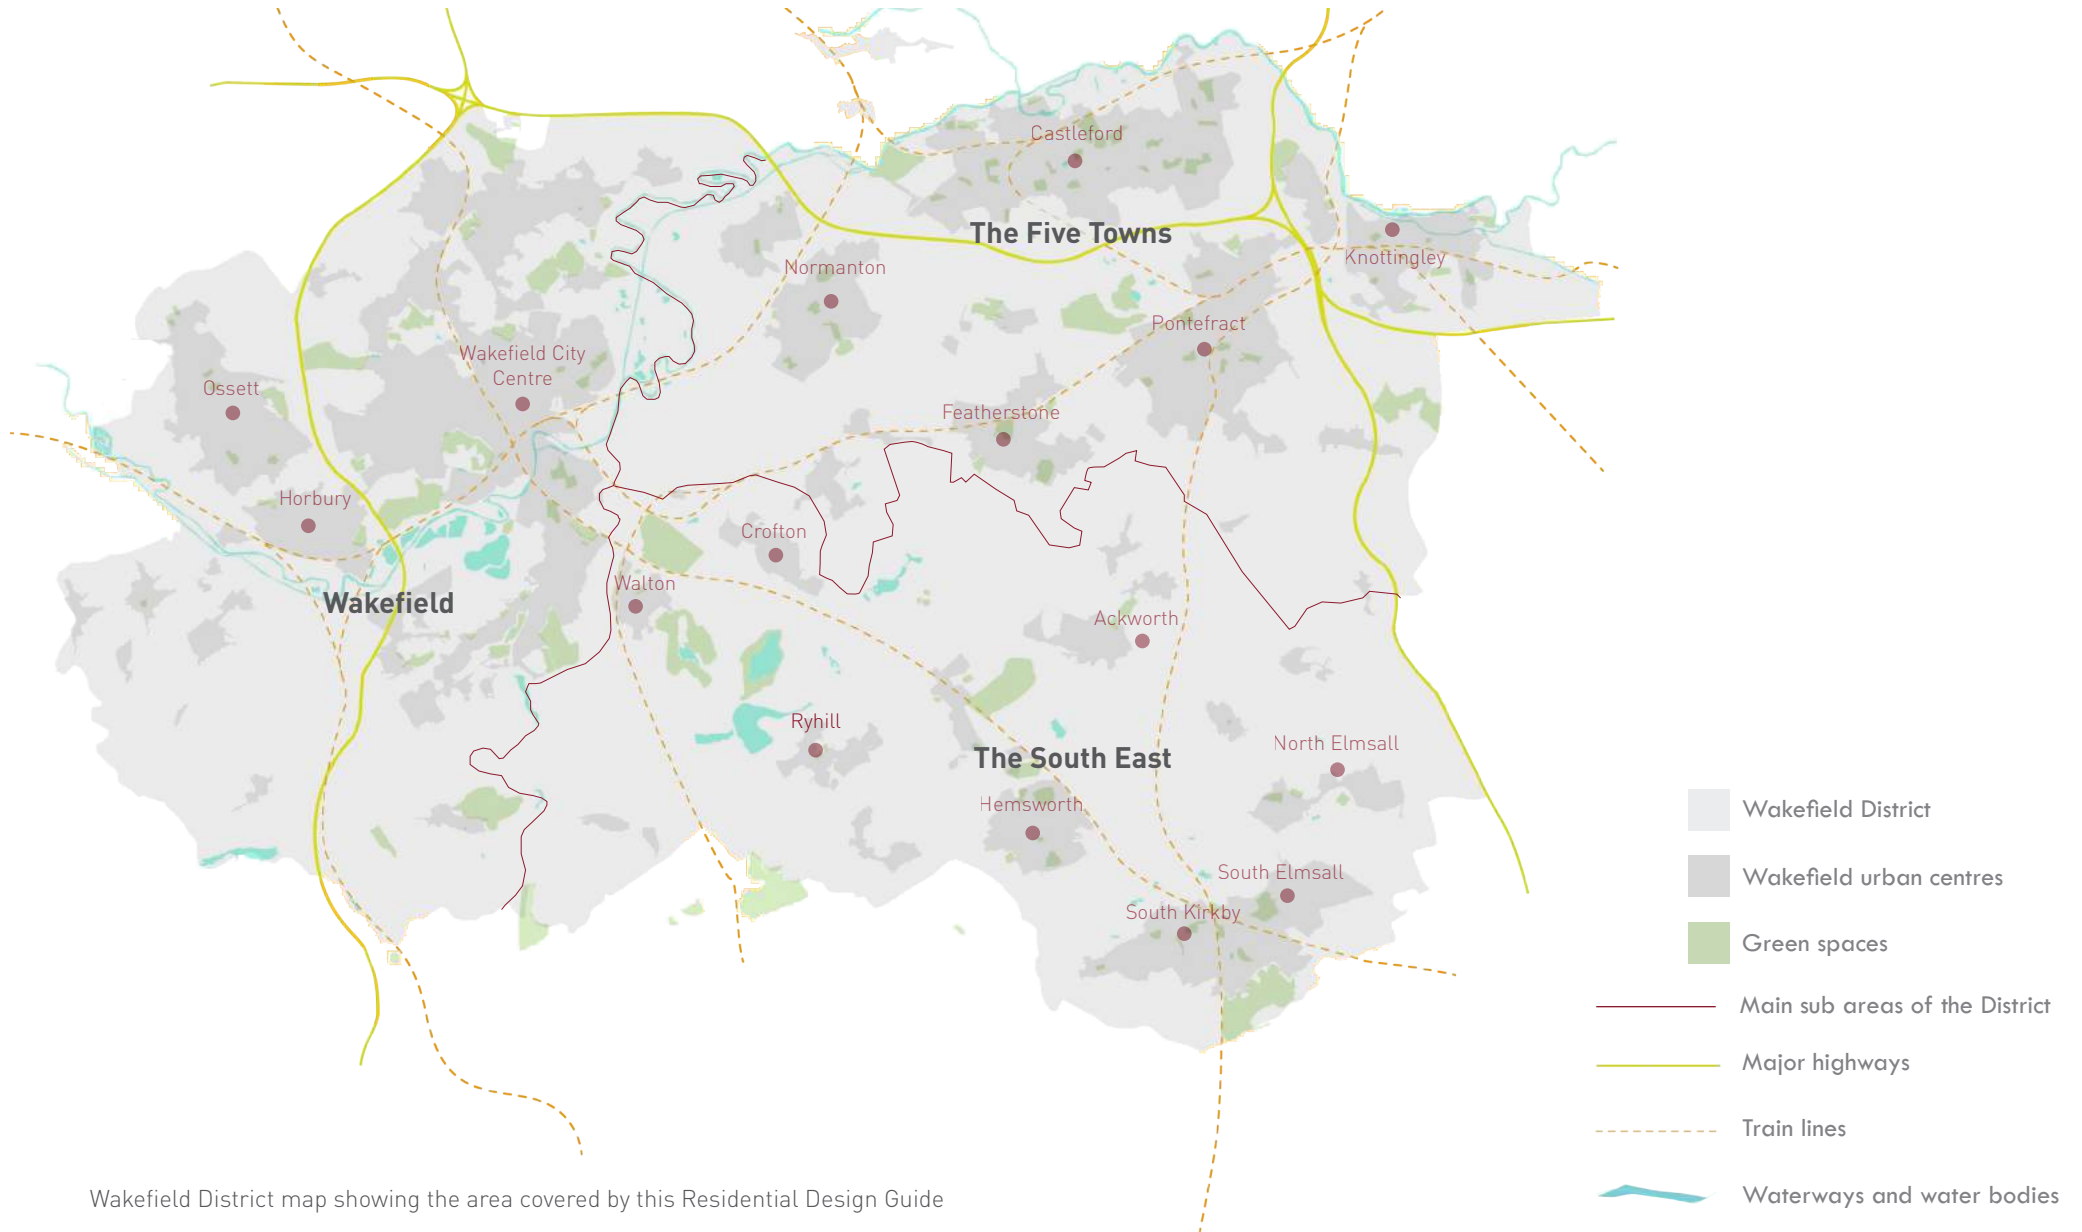 Castleford
The Five Towns
Knottingley
Normanton
Pontefract
Wakefield City
Centre
Ossett
Featherstone
Horbury
Crofton
Walton
Wakefield
Ackworth
Ryhill
The South East
North Elmsall
Hemsworth
South Elmsall
South Kirkby
Wakefield District
Wakefield urban centres
Green spaces
Main sub areas of the District
Major highways
Train lines
Waterways and water bodies
Wakefield District map showing the area covered by this Residential Design Guide